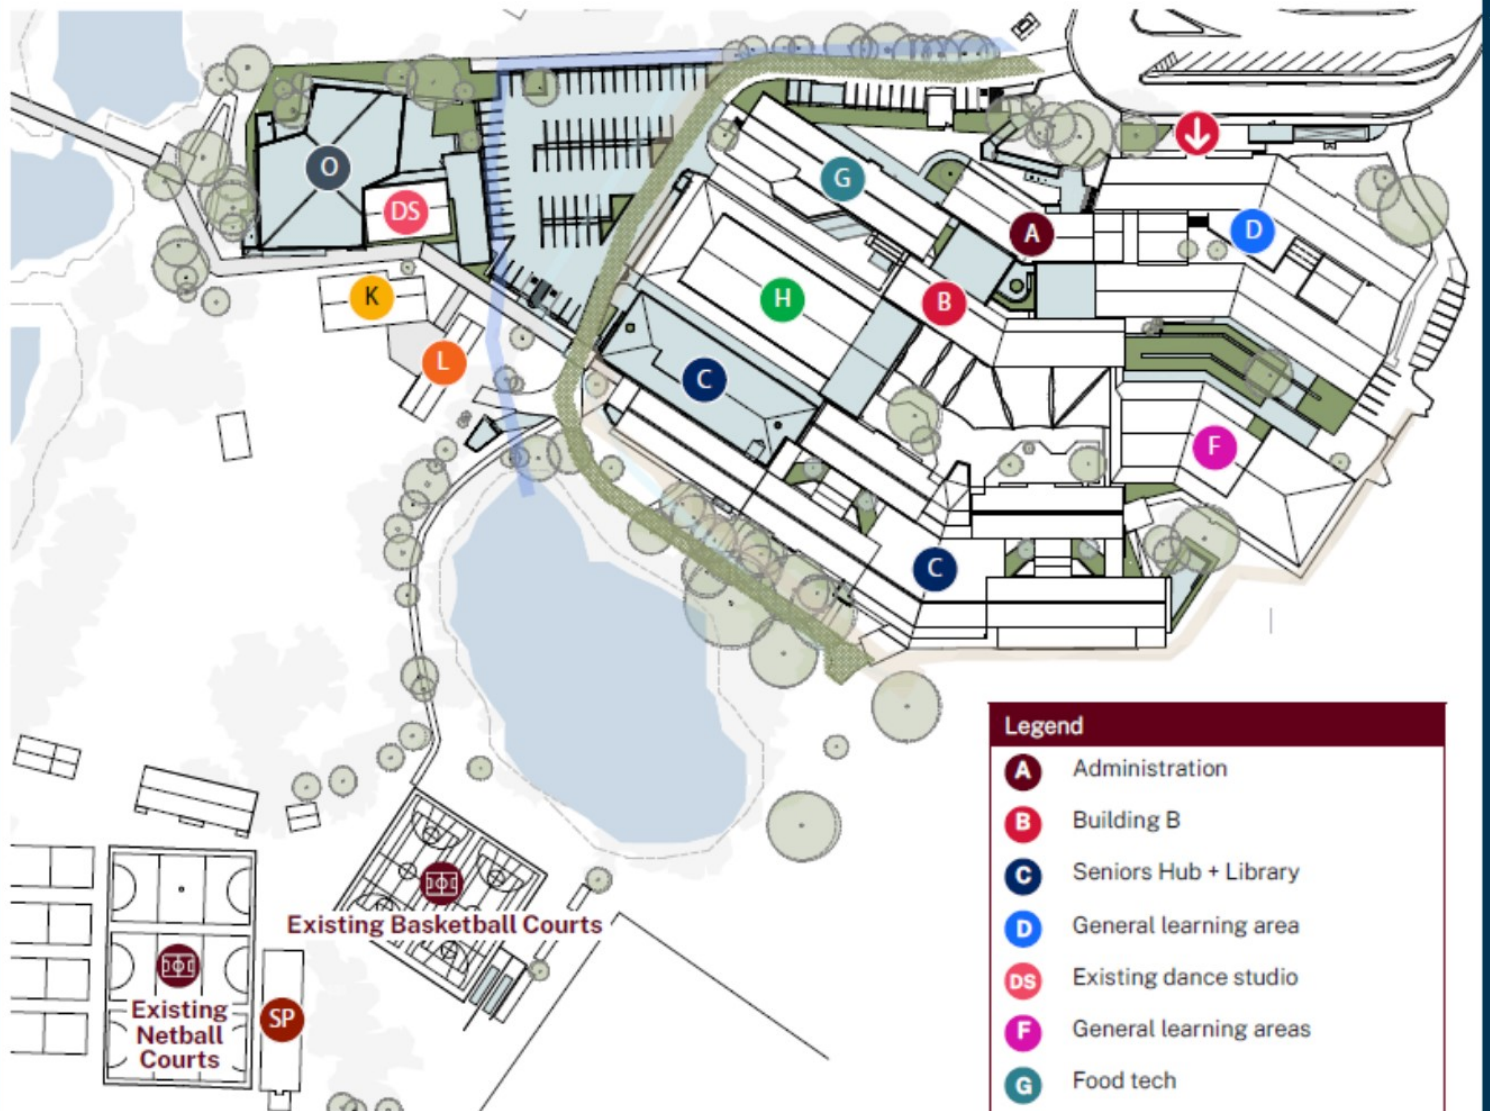 O
DS
G
A
D
K
H
B
L
C
F
C
Existing Basketball Courts
Existing
Netball
Courts
SP
Legend
A Administration
B Building B
C Seniors Hub + Library
D General learning area
DS Existing dance studio
F General learning areas
G Food tech